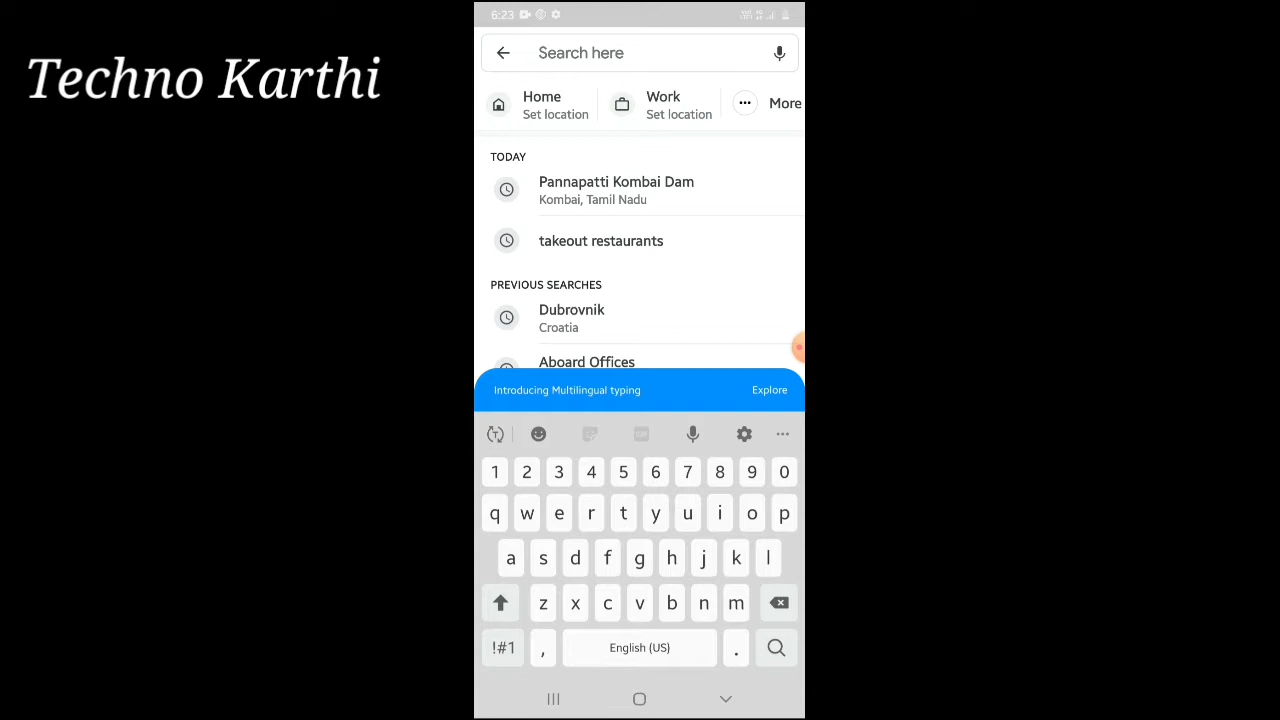 Techno Karthi
6:23
Search here
Home
Set location
Work
Set location
More
TODAY
Pannapatti Kombai Dam
Kombai, Tamil Nadu
takeout restaurants
PREVIOUS SEARCHES
Dubrovnik
Croatia
Aboard Offices
Introducing Multilingual typing
Explore
1 2 3 4 5 6 7 8 9 0
q w e r t y u i o p
a s d f g h j k l
z x c v b n m
!#1 , English (US) .